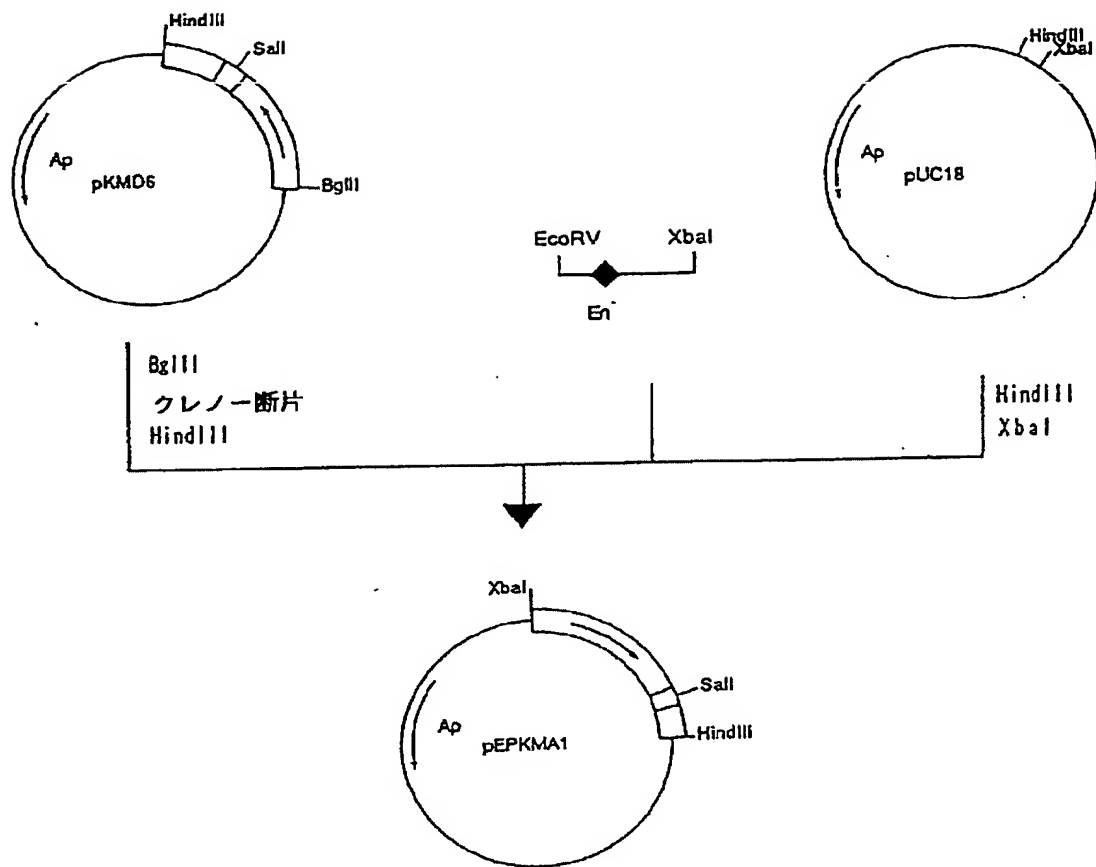 HindIII
SalI
Ap
pKMD6
BglII
HindIII
XbaI
Ap
pUC18
EcoRV
XbaI
En⁻
BglII
クレノー断片
HindIII
HindIII
XbaI
XbaI
SalI
HindIII
Ap
pEPKMA1